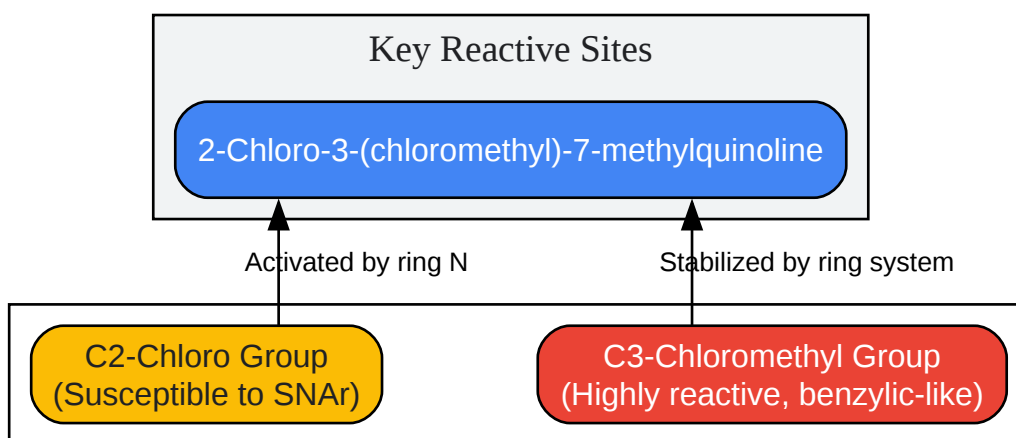 Key Reactive Sites
2-Chloro-3-(chloromethyl)-7-methylquinoline
Activated by ring N
Stabilized by ring system
C2-Chloro Group
(Susceptible to SNAr)
C3-Chloromethyl Group
(Highly reactive, benzylic-like)